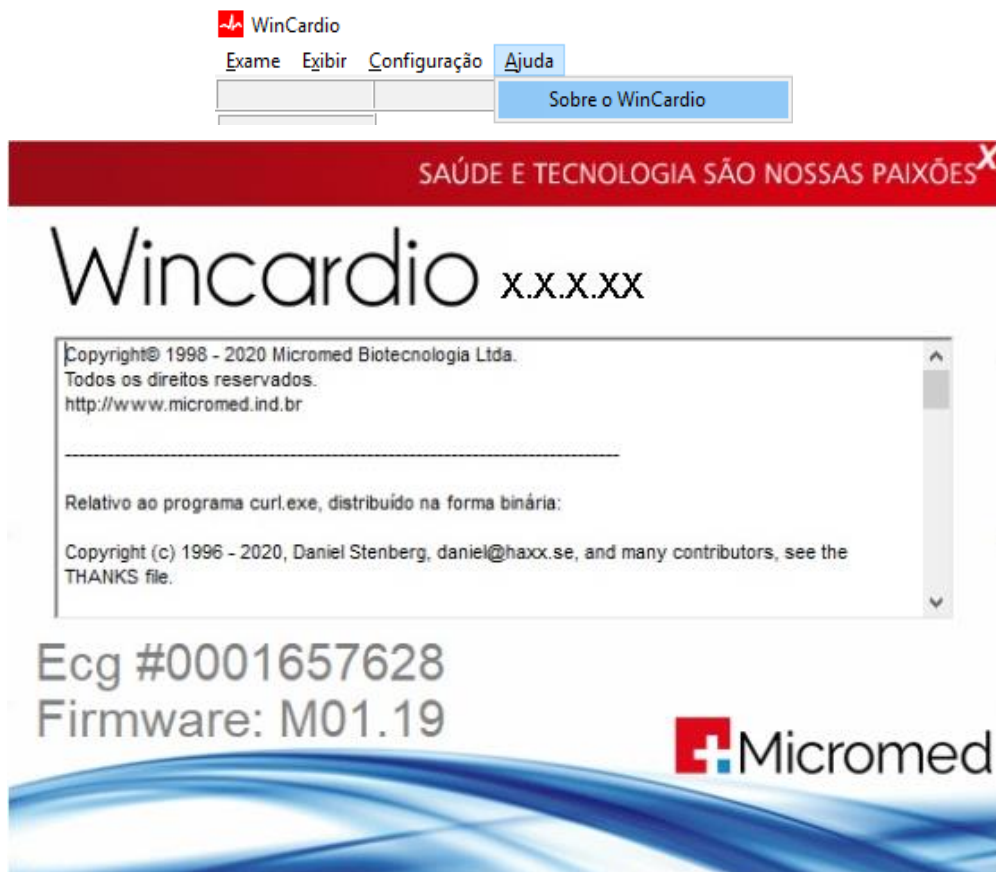 WinCardio
Exame Exibir Configuração Ajuda
Sobre o WinCardio
SAÚDE E TECNOLOGIA SÃO NOSSAS PAIXÕES X
Wincardio x.x.x.xx
Copyright© 1998 - 2020 Micromed Biotecnologia Ltda.
Todos os direitos reservados.
http://www.micromed.ind.br
-------------------------------------------------------------------------------
Relativo ao programa curl.exe, distribuído na forma binária:
Copyright (c) 1996 - 2020, Daniel Stenberg, daniel@haxx.se, and many contributors, see the
THANKS file.
Ecg #0001657628
Firmware: M01.19
Micromed